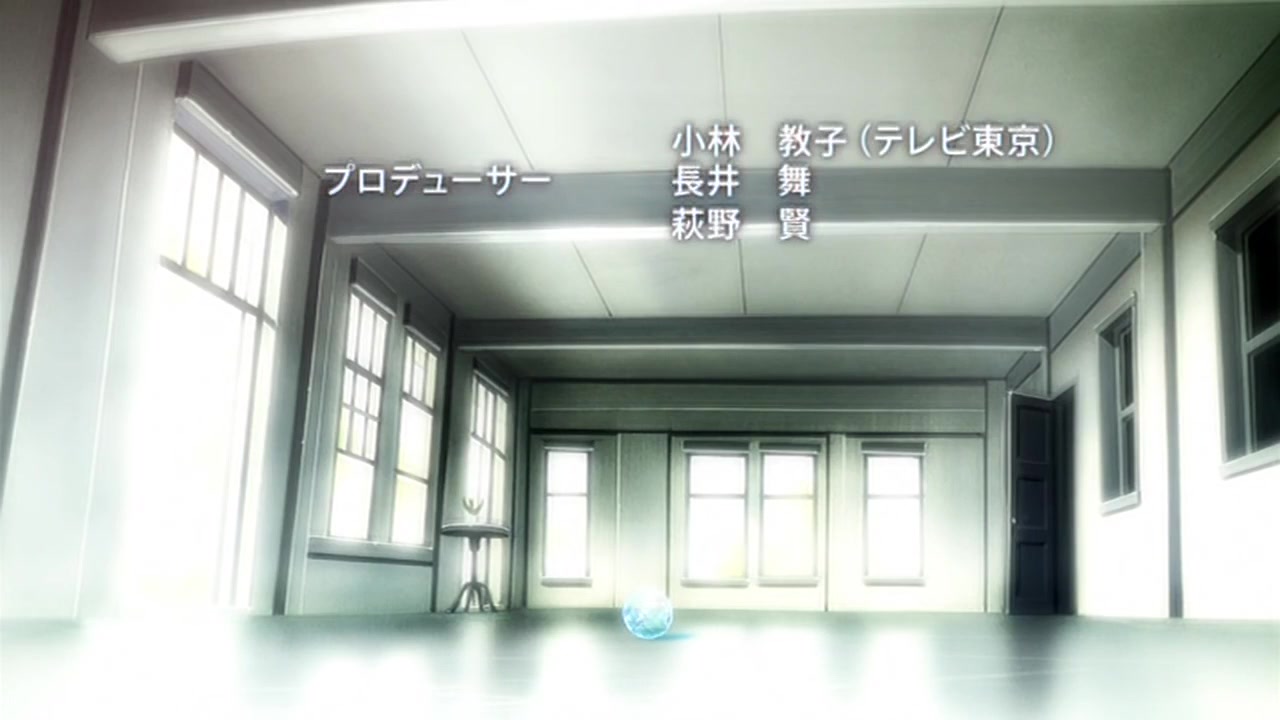 小林　教子（テレビ東京）
プロデューサー　長井　舞
萩野　賢